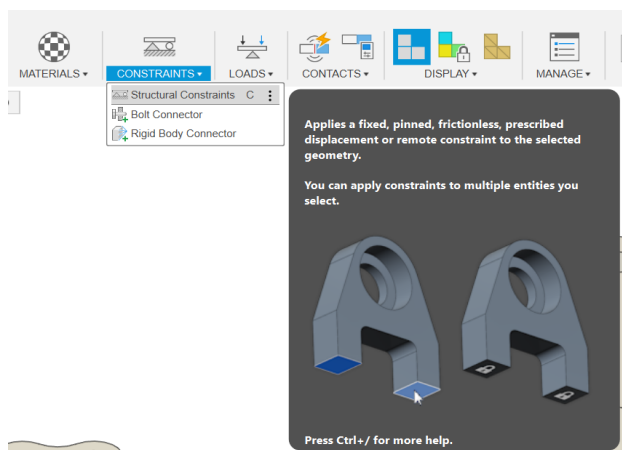 MATERIALS ▾ CONSTRAINTS ▾ LOADS ▾ CONTACTS ▾ DISPLAY ▾ MANAGE ▾
Structural Constraints C
Bolt Connector
Rigid Body Connector
Applies a fixed, pinned, frictionless, prescribed
displacement or remote constraint to the selected
geometry.
You can apply constraints to multiple entities you
select.
Press Ctrl+/ for more help.